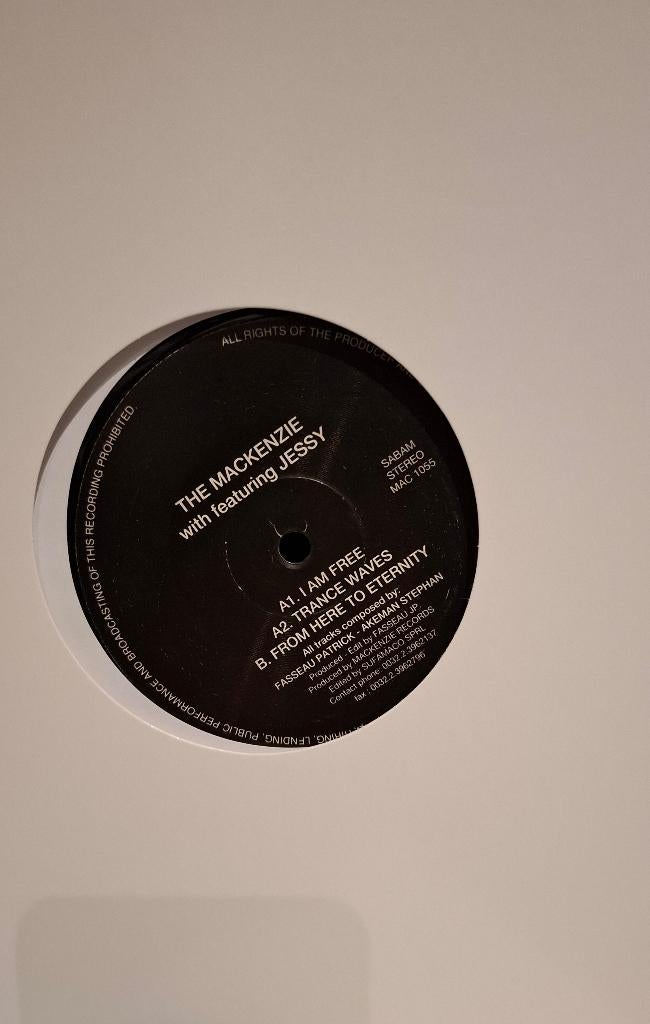 ALL RIGHTS OF THE PRODUCER
THE MACKENZIE
with featuring JESSY
SABAM
STEREO
MAC 1055
A1. I AM FREE
A2. TRANCE WAVES
B. FROM HERE TO ETERNITY
All tracks composed by:
FASSEAU PATRICK - AKEMAN STEPHAN
Produced - Edit by FASSEAU JP
Produced by MACKENZIE RECORDS
Edited by SUFAMACO SPRL
Contact phone: 0032.2.3962137
fax : 0032.2.3962796
LENDING, PUBLIC PERFORMANCE AND BROADCASTING OF THIS RECORDING PROHIBITED.